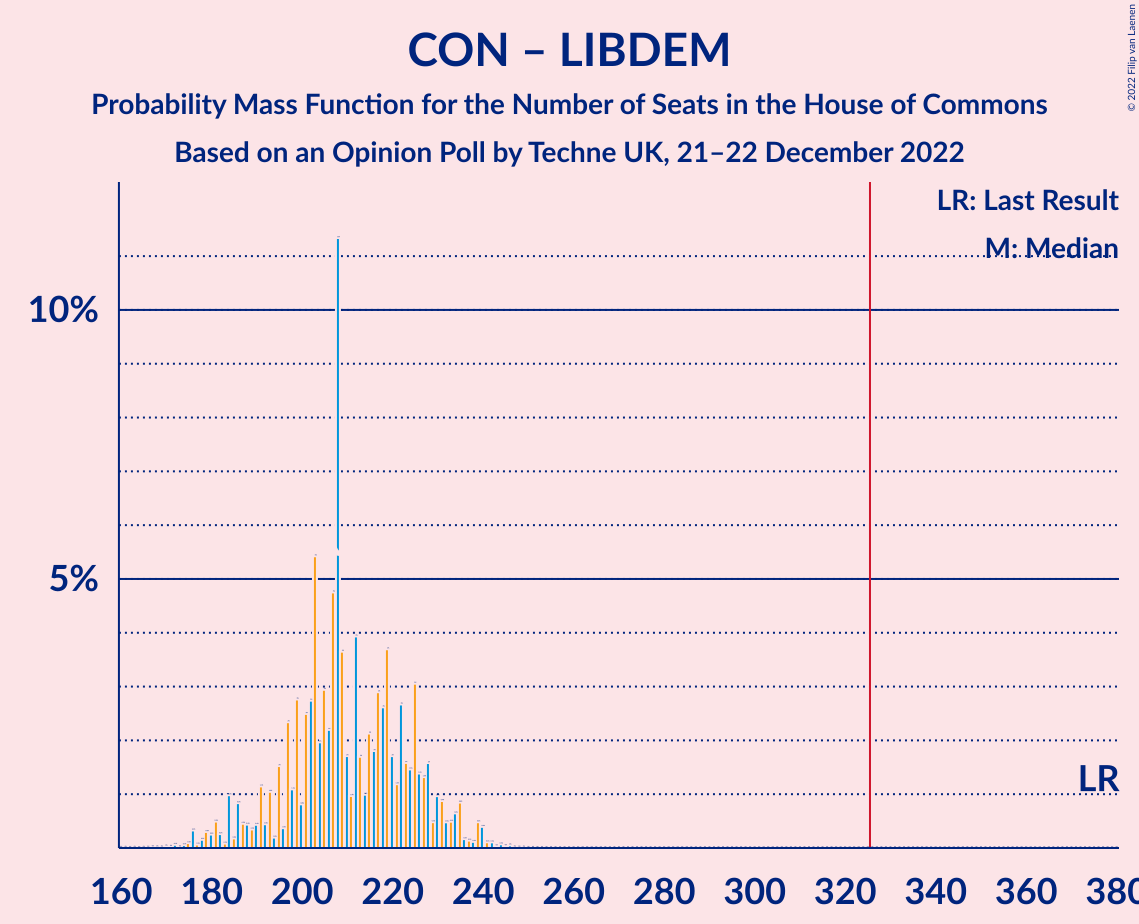 CON – LIBDEM
Probability Mass Function for the Number of Seats in the House of Commons
Based on an Opinion Poll by Techne UK, 21–22 December 2022
© 2022 Filip van Laenen
LR: Last Result
M: Median
10%
5%
LR
160 180 200 220 240 260 280 300 320 340 360 380